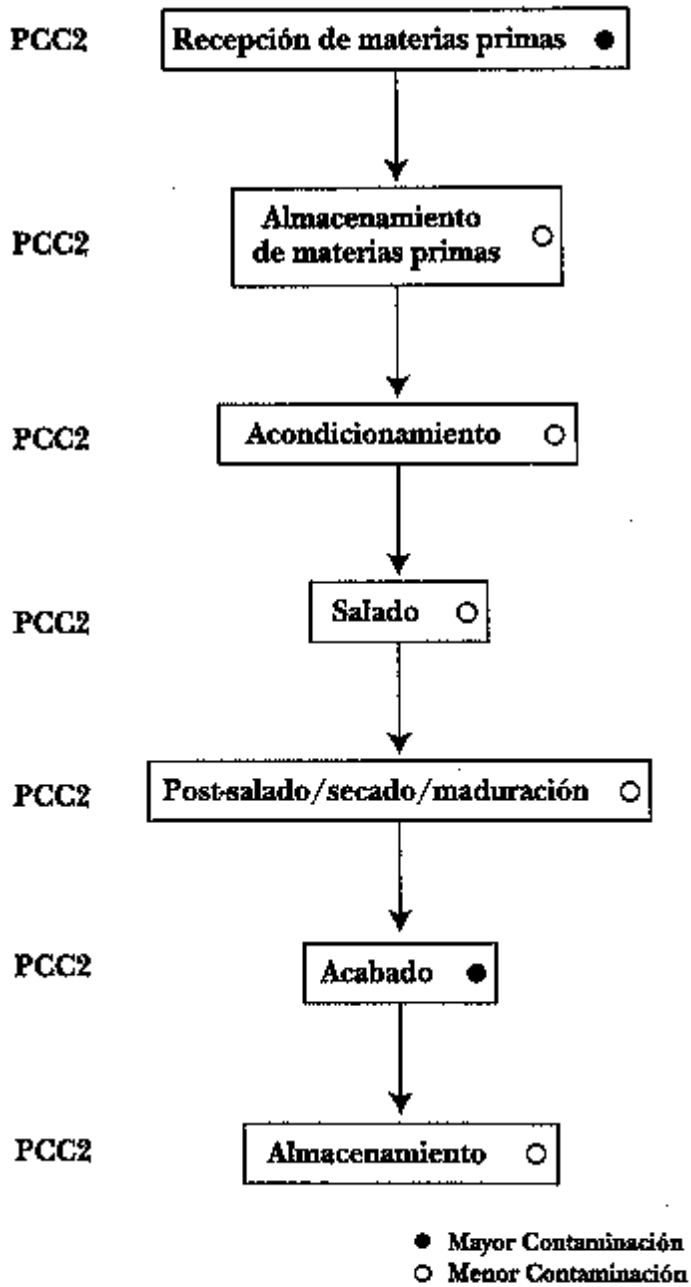 PCC2 Recepción de materias primas
Almacenamiento
PCC2 de materias primas
PCC2 Acondicionamiento
PCC2 Salado
PCC2 Post-salado/secado/maduración
PCC2 Acabado
PCC2 Almacenamiento
Mayor Contaminación
Menor Contaminación